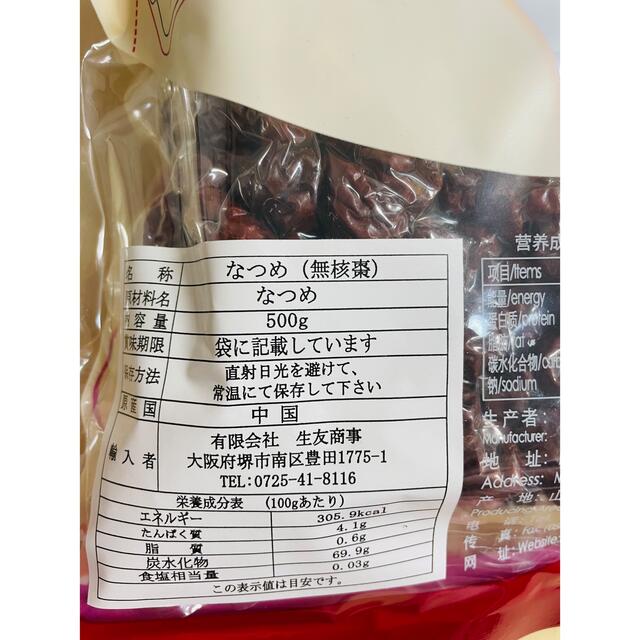 名 称 なつめ（無核棗）
原材料名 なつめ
内容量 500g
賞味期限 袋に記載しています
保存方法 直射日光を避けて、
常温にて保存して下さい
原産国 中国
輸入者 有限会社 生友商事
大阪府堺市南区豊田1775-1
TEL:0725-41-8116
栄養成分表 （100gあたり）
エネルギー 305.9kcal
たんぱく質 4.1g
脂 質 0.6g
炭水化物 69.9g
食塩相当量 0.03g
この表示値は目安です。
营养成
项目/Items
能量/energy
蛋白质/protein
脂肪/fat
碳水化合物/carb
钠/sodium
生产者:
Manufacturer:
地 址:
Address:
产 地:山
电
传 真:
网 址:Website: